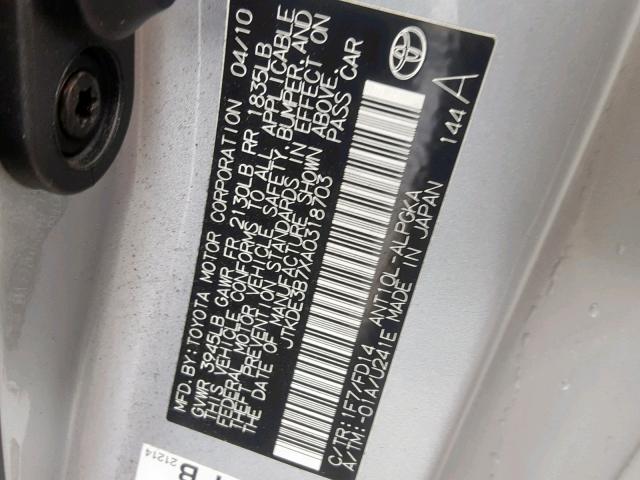 MFD. BY: TOYOTA MOTOR CORPORATION 04/10
GVWR 3945LB GAWR FR 2130LB RR 1835LB
THIS VEHICLE CONFORMS TO ALL APPLICABLE
FEDERAL MOTOR VEHICLE SAFETY, BUMPER, AND
THEFT PREVENTION STANDARDS IN EFFECT ON
THE DATE OF MANUFACTURE SHOWN ABOVE.
JTKDE3B7XA0318703 PASS CAR
C/TR: 1F7/FD14 ANT10L-ALPGKA 144A
A/TM: -01A/U241E MADE IN JAPAN
21214
B